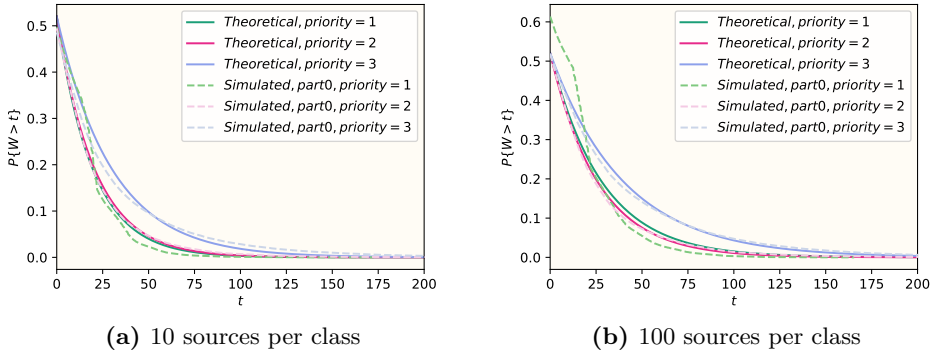 0.5
0.4
0.3
0.2
0.1
0.0
P{W > t}
0 25 50 75 100 125 150 175 200
t
Theoretical, priority = 1
Theoretical, priority = 2
Theoretical, priority = 3
Simulated, part0, priority = 1
Simulated, part0, priority = 2
Simulated, part0, priority = 3
(a) 10 sources per class
0.6
0.5
0.4
0.3
0.2
0.1
0.0
P{W > t}
0 25 50 75 100 125 150 175 200
t
Theoretical, priority = 1
Theoretical, priority = 2
Theoretical, priority = 3
Simulated, part0, priority = 1
Simulated, part0, priority = 2
Simulated, part0, priority = 3
(b) 100 sources per class